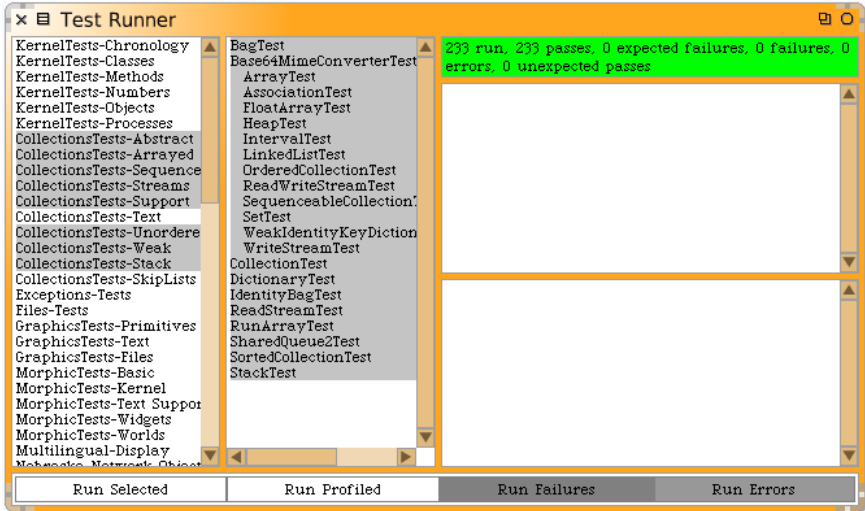 Test Runner
KernelTests-Chronology
KernelTests-Classes
KernelTests-Methods
KernelTests-Numbers
KernelTests-Objects
KernelTests-Processes
CollectionsTests-Abstract
CollectionsTests-Arrayed
CollectionsTests-Sequence
CollectionsTests-Streams
CollectionsTests-Support
CollectionsTests-Text
CollectionsTests-Unordere
CollectionsTests-Weak
CollectionsTests-Stack
CollectionsTests-SkipLists
Exceptions-Tests
Files-Tests
GraphicsTests-Primitives
GraphicsTests-Text
GraphicsTests-Files
MorphicTests-Basic
MorphicTests-Kernel
MorphicTests-Text Suppor
MorphicTests-Widgets
MorphicTests-Worlds
Multilingual-Display
BagTest
Base64MimeConverterTest
ArrayTest
AssociationTest
FloatArrayTest
HeapTest
IntervalTest
LinkedListTest
OrderedCollectionTest
ReadWriteStreamTest
SequenceableCollection
SetTest
WeakIdentityKeyDiction
WriteStreamTest
CollectionTest
DictionaryTest
IdentityBagTest
ReadStreamTest
RunArrayTest
SharedQueue2Test
SortedCollectionTest
StackTest
233 run, 233 passes, 0 expected failures, 0 failures, 0
errors, 0 unexpected passes
Run Selected
Run Profiled
Run Failures
Run Errors